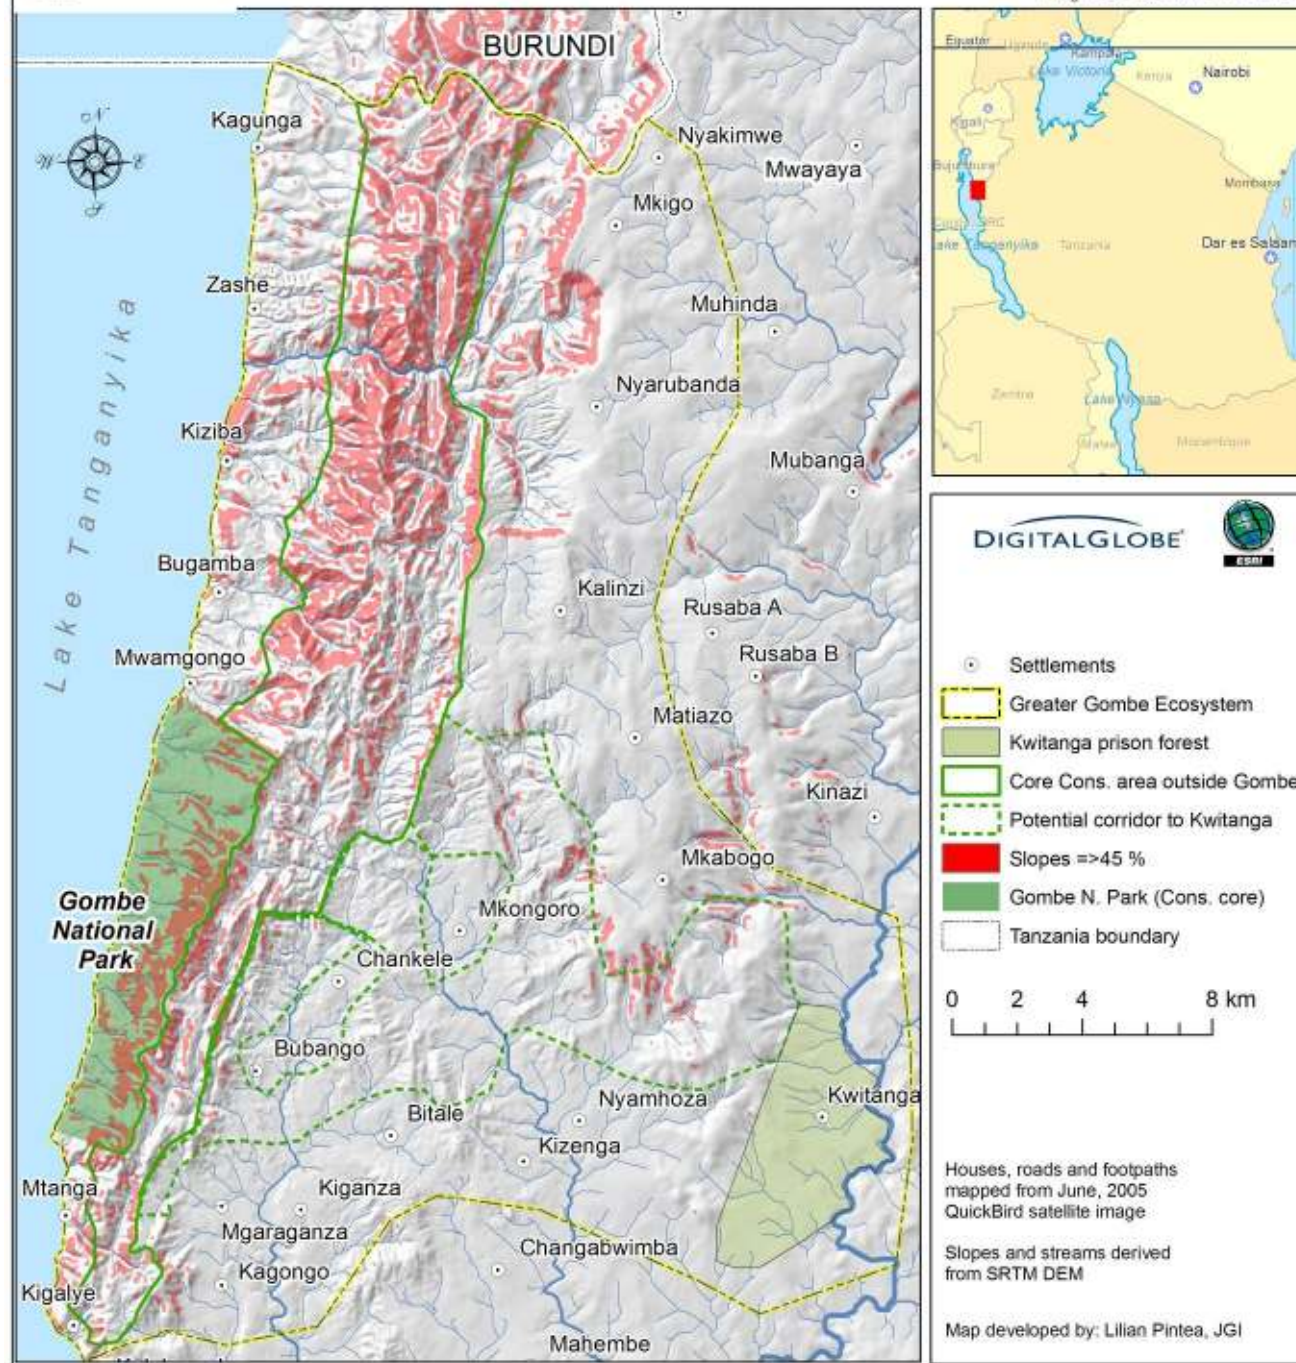 BURUNDI
Kagunga
Nyakimwe
Mwayaya
Mkigo
Zashe
Muhinda
Nyarubanda
Kiziba
Mubanga
Bugamba
Kalinzi
Rusaba A
Mwamgongo
Rusaba B
Matiazo
Kinazi
Mkabogo
Gombe
National
Park
Mkongoro
Chankele
Bubango
Nyamhoza
Kwitanga
Bitale
Kizenga
Mtanga
Kiganza
Mgaraganza
Changabwimba
Kagongo
Kigalye
Mahembe
Lake Tanganyika
N
W
E
S
Equator
Uganda
Kampala
Lake Victoria
Kenya
Nairobi
Kigali
Bujumbura
Mombasa
Lake Tanganyika
Tanzania
Dar es Salaam
Zambia
Lake Nyasa
Malawi
Mozambique
DIGITALGLOBE
ESRI
Settlements
Greater Gombe Ecosystem
Kwitanga prison forest
Core Cons. area outside Gombe
Potential corridor to Kwitanga
Slopes =>45 %
Gombe N. Park (Cons. core)
Tanzania boundary
0 2 4 8 km
Houses, roads and footpaths
mapped from June, 2005
QuickBird satellite image
Slopes and streams derived
from SRTM DEM
Map developed by: Lilian Pintea, JGI